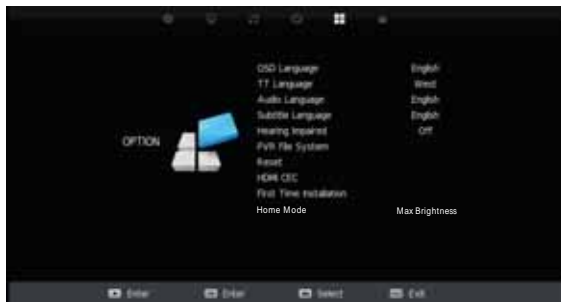 OPTION
OSD Language English
TT Language West
Audio Language English
Subtitle Language English
Hearing Impaired Off
PVR File System
Reset
HDMI CEC
First Time Installation
Home Mode Max Brightness
Enter Enter Select Exit